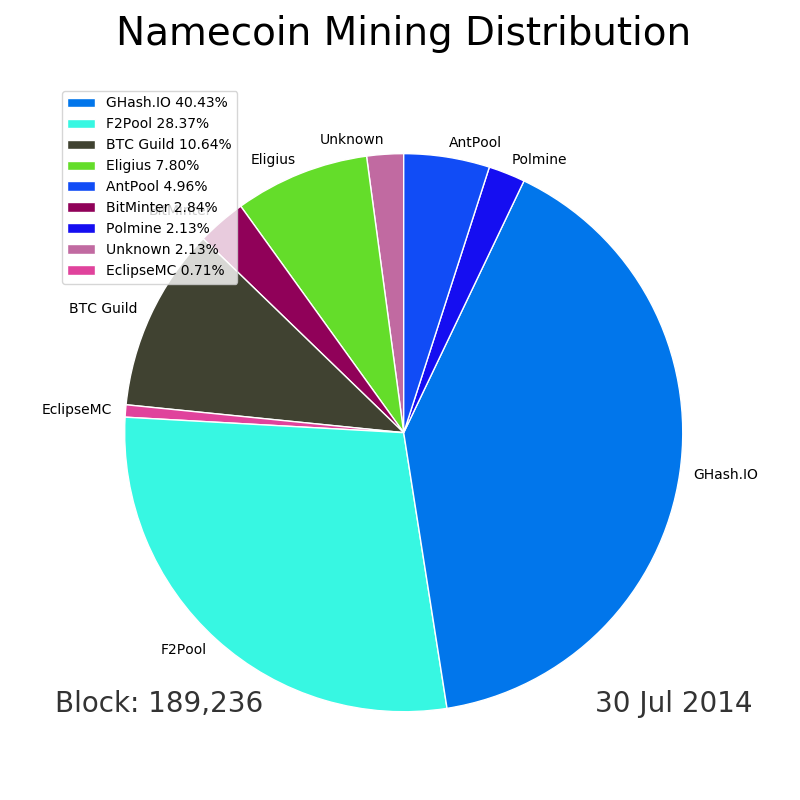 Namecoin Mining Distribution
GHash.IO 40.43%
F2Pool 28.37%
BTC Guild 10.64%
Eligius 7.80%
AntPool 4.96%
BitMinter 2.84%
Polmine 2.13%
Unknown 2.13%
EclipseMC 0.71%
Unknown
AntPool
Eligius
Polmine
BitMinter
BTC Guild
EclipseMC
GHash.IO
F2Pool
Block: 189,236
30 Jul 2014